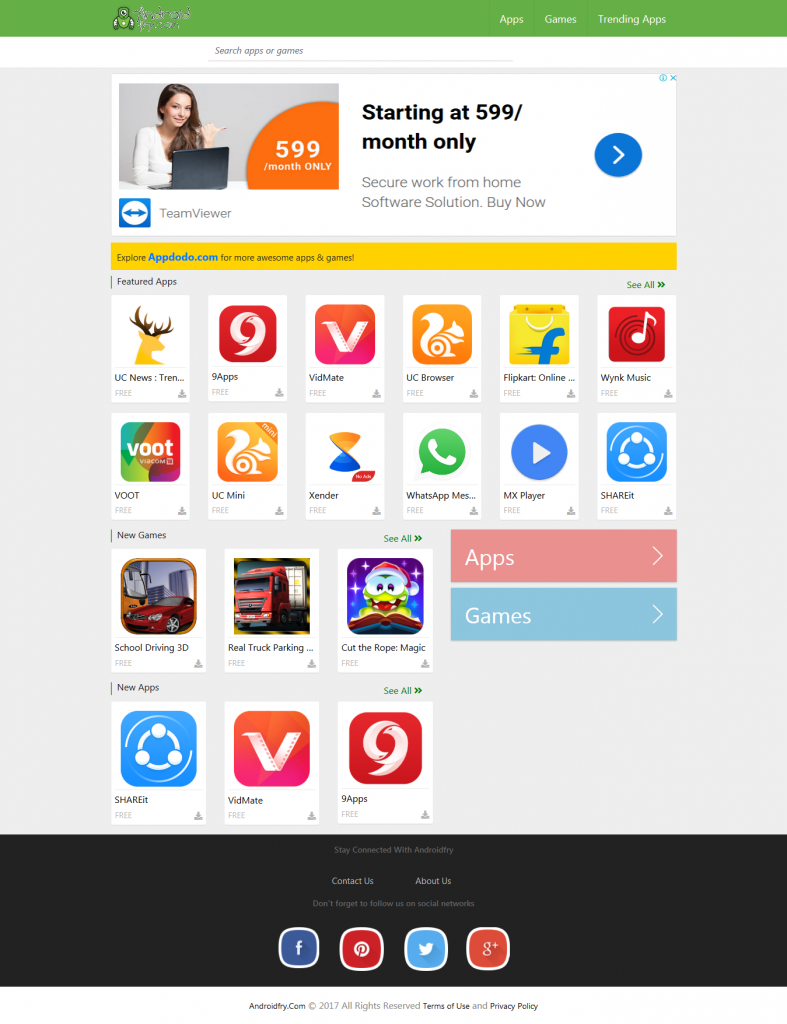 Android
Apps
Games
Trending Apps
Search apps or games
599
/month ONLY
Starting at 599/
month only
Secure work from home
Software Solution. Buy Now
TeamViewer
Explore Appdodo.com for more awesome apps & games!
Featured Apps
See All
UC News : Tren...
9Apps
VidMate
UC Browser
Flipkart: Online ...
Wynk Music
FREE
FREE
FREE
FREE
FREE
FREE
voot
VIACOM
mini
No Ads
VOOT
UC Mini
Xender
WhatsApp Mes...
MX Player
SHAREit
FREE
FREE
FREE
FREE
FREE
FREE
New Games
See All
School Driving 3D
Real Truck Parking ...
Cut the Rope: Magic
FREE
FREE
FREE
Apps
Games
New Apps
See All
SHAREit
VidMate
9Apps
FREE
FREE
FREE
Stay Connected With Androidfry
Contact Us
About Us
Don't forget to follow us on social networks
f
g+
Androidfry.Com © 2017 All Rights Reserved Terms of Use and Privacy Policy